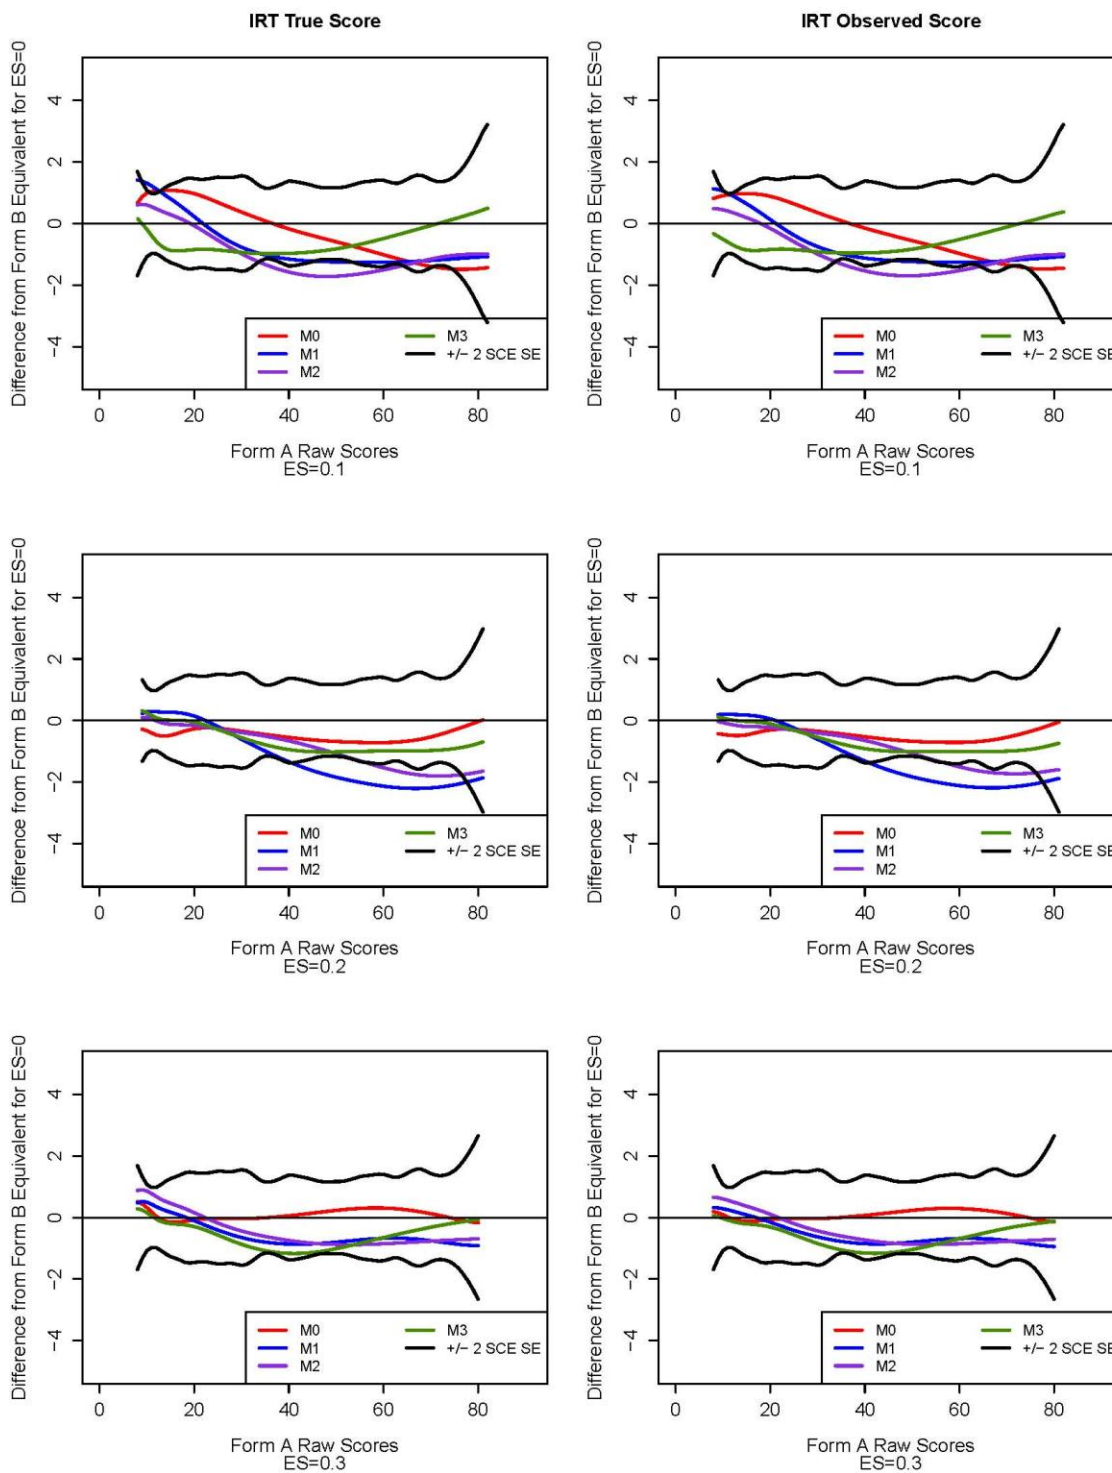 IRT True Score
Difference from Form B Equivalent for ES=0
4
2
0
−2
−4
M0
M1
M2
M3
+/− 2 SCE SE
0 20 40 60 80
Form A Raw Scores
ES=0.1
IRT Observed Score
Difference from Form B Equivalent for ES=0
4
2
0
−2
−4
M0
M1
M2
M3
+/− 2 SCE SE
0 20 40 60 80
Form A Raw Scores
ES=0.1
Difference from Form B Equivalent for ES=0
4
2
0
−2
−4
M0
M1
M2
M3
+/− 2 SCE SE
0 20 40 60 80
Form A Raw Scores
ES=0.2
Difference from Form B Equivalent for ES=0
4
2
0
−2
−4
M0
M1
M2
M3
+/− 2 SCE SE
0 20 40 60 80
Form A Raw Scores
ES=0.2
Difference from Form B Equivalent for ES=0
4
2
0
−2
−4
M0
M1
M2
M3
+/− 2 SCE SE
0 20 40 60 80
Form A Raw Scores
ES=0.3
Difference from Form B Equivalent for ES=0
4
2
0
−2
−4
M0
M1
M2
M3
+/− 2 SCE SE
0 20 40 60 80
Form A Raw Scores
ES=0.3